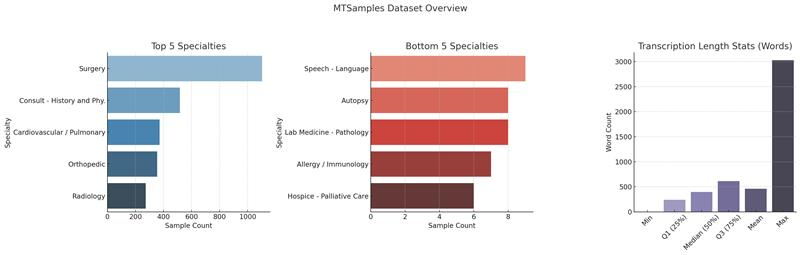 MTSamples Dataset Overview
Top 5 Specialties
Specialty
Surgery
Consult - History and Phy.
Cardiovascular / Pulmonary
Orthopedic
Radiology
0 200 400 600 800 1000
Sample Count
Bottom 5 Specialties
Specialty
Speech - Language
Autopsy
Lab Medicine - Pathology
Allergy / Immunology
Hospice - Palliative Care
0 2 4 6 8
Sample Count
Transcription Length Stats (Words)
Word Count
3000
2500
2000
1500
1000
500
0
Min Q1 (25%) Median (50%) Q3 (75%) Mean Max